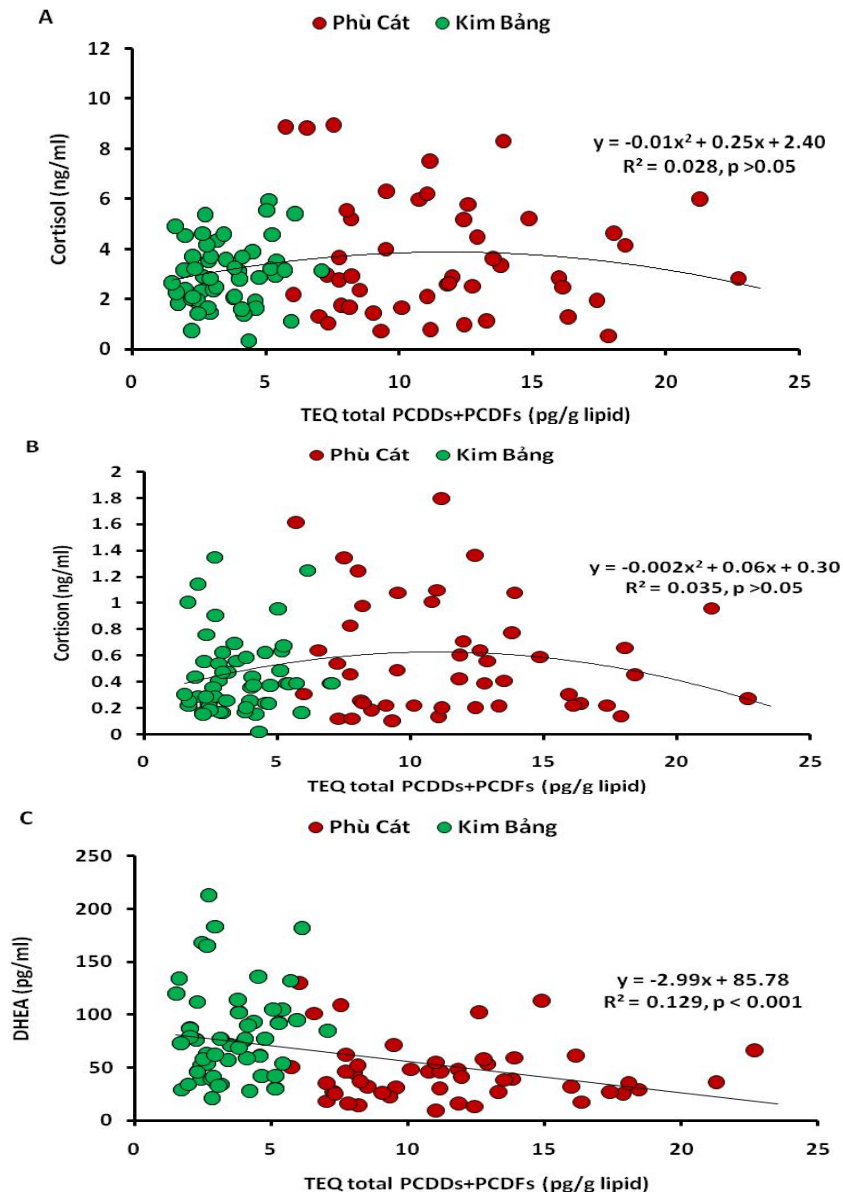 A
Phù Cát Kim Bảng
12
10
8
6
4
2
0
Cortisol (ng/ml)
y = -0.01x² + 0.25x + 2.40
R² = 0.028, p >0.05
0 5 10 15 20 25
TEQ total PCDDs+PCDFs (pg/g lipid)
B
Phù Cát Kim Bảng
2
1.8
1.6
1.4
1.2
1
0.8
0.6
0.4
0.2
0
Cortison (ng/ml)
y = -0.002x² + 0.06x + 0.30
R² = 0.035, p >0.05
0 5 10 15 20 25
TEQ total PCDDs+PCDFs (pg/g lipid)
C
Phù Cát Kim Bảng
250
200
150
100
50
0
DHEA (pg/ml)
y = -2.99x + 85.78
R² = 0.129, p < 0.001
0 5 10 15 20 25
TEQ total PCDDs+PCDFs (pg/g lipid)